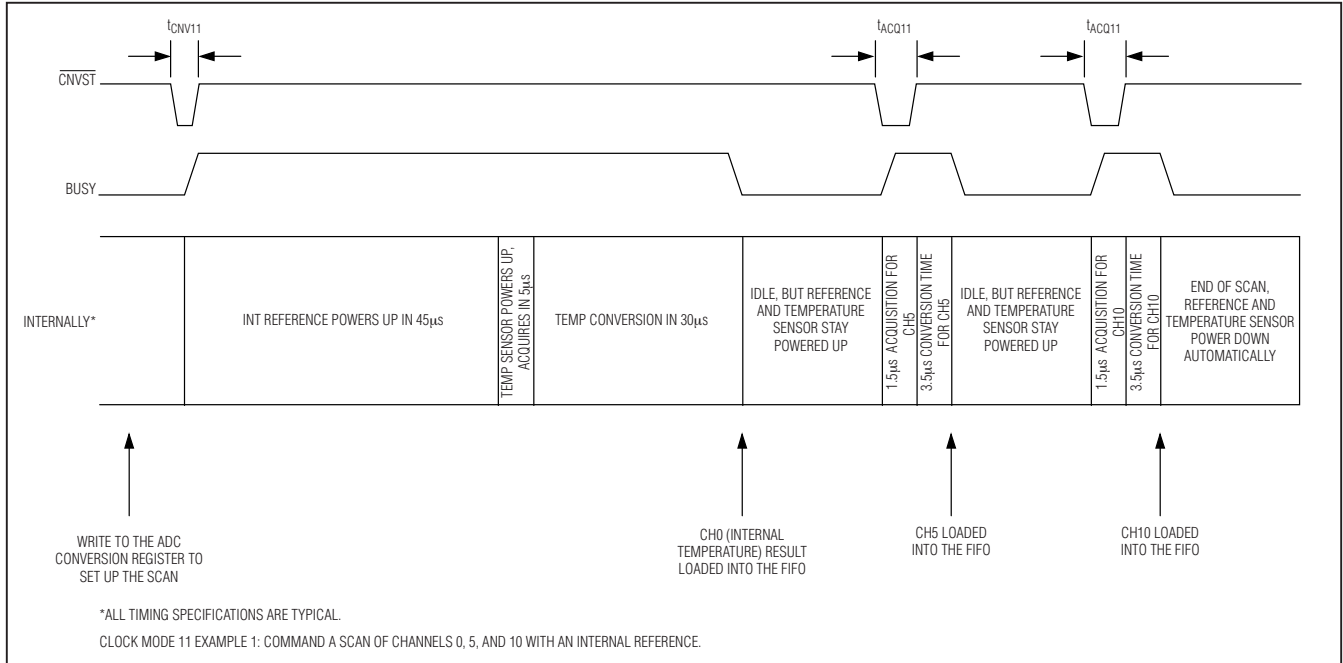 tCNV11
tACQ11
tACQ11
CNVST
BUSY
INTERNALLY*
INT REFERENCE POWERS UP IN 45μs
TEMP SENSOR POWERS UP,
ACQUIRES IN 5μs
TEMP CONVERSION IN 30μs
IDLE, BUT REFERENCE
AND TEMPERATURE
SENSOR STAY
POWERED UP
1.5μs ACQUISITION FOR
CH5
3.5μs CONVERSION TIME
FOR CH5
IDLE, BUT REFERENCE
AND TEMPERATURE
SENSOR STAY
POWERED UP
1.5μs ACQUISITION FOR
CH10
3.5μs CONVERSION TIME
FOR CH10
END OF SCAN,
REFERENCE AND
TEMPERATURE SENSOR
POWER DOWN
AUTOMATICALLY
WRITE TO THE ADC
CONVERSION REGISTER TO
SET UP THE SCAN
CH0 (INTERNAL
TEMPERATURE) RESULT
LOADED INTO THE FIFO
CH5 LOADED
INTO THE FIFO
CH10 LOADED
INTO THE FIFO
*ALL TIMING SPECIFICATIONS ARE TYPICAL.
CLOCK MODE 11 EXAMPLE 1: COMMAND A SCAN OF CHANNELS 0, 5, AND 10 WITH AN INTERNAL REFERENCE.